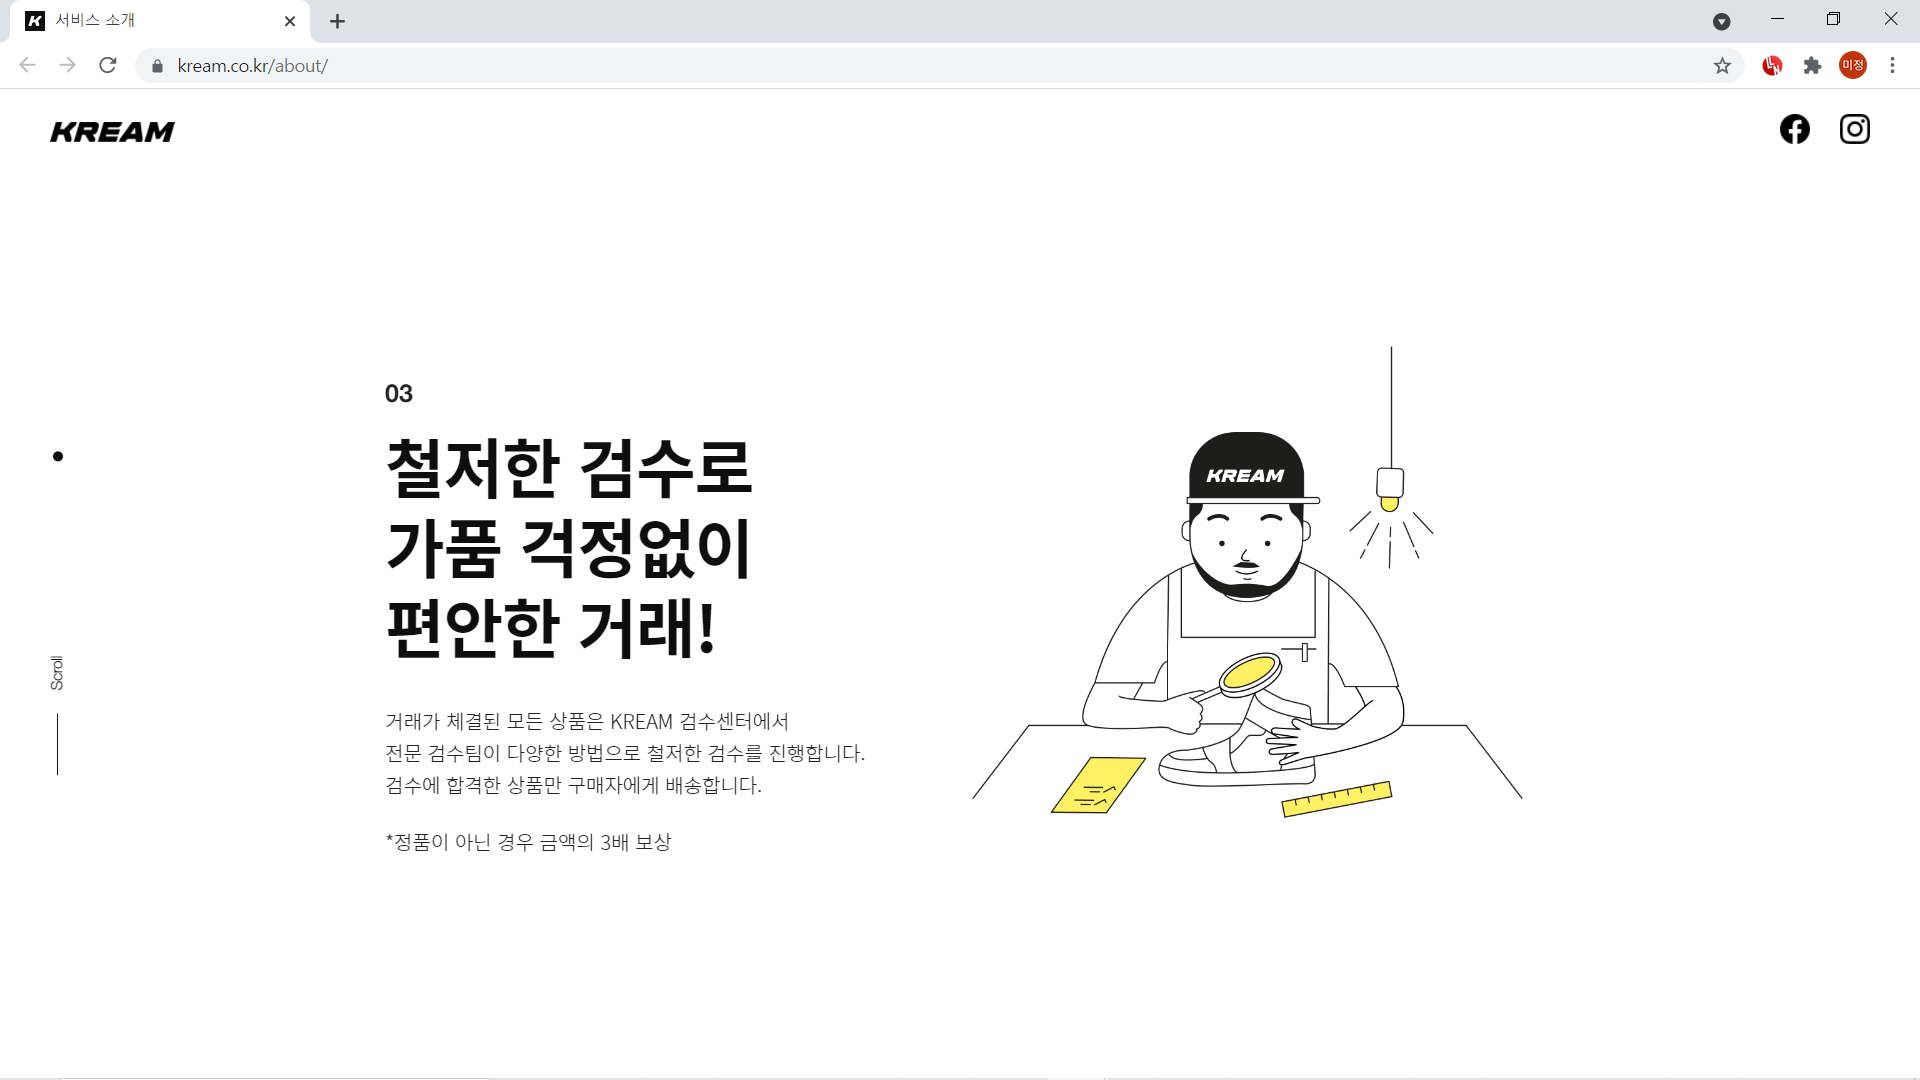 서비스 소개
kream.co.kr/about/
미정
KREAM
03
철저한 검수로
가품 걱정없이
편안한 거래!
거래가 체결된 모든 상품은 KREAM 검수센터에서
전문 검수팀이 다양한 방법으로 철저한 검수를 진행합니다.
검수에 합격한 상품만 구매자에게 배송합니다.
*정품이 아닌 경우 금액의 3배 보상
KREAM
Scroll